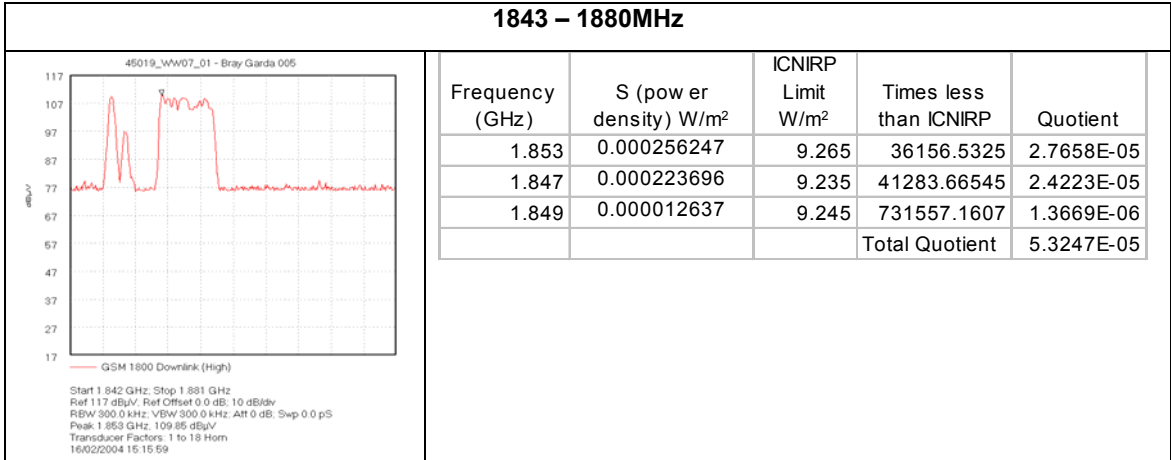 1843 – 1880MHz
45019_WW07_01 - Bray Garda 005
117
107
97
87
77
67
57
47
37
27
17
dBµV
GSM 1800 Downlink (High)
Start 1.842 GHz; Stop 1.881 GHz
Ref 117 dBµV; Ref Offset 0.0 dB; 10 dB/div
RBW 300.0 kHz; VBW 300.0 kHz; Att 0 dB; Swp 0.0 pS
Peak 1.853 GHz, 109.85 dBµV
Transducer Factors: 1 to 18 Horn
16/02/2004 15:15:59
Frequency (GHz) S (pow er density) W/m² ICNIRP Limit W/m² Times less than ICNIRP Quotient
1.853 0.000256247 9.265 36156.5325 2.7658E-05
1.847 0.000223696 9.235 41283.66545 2.4223E-05
1.849 0.000012637 9.245 731557.1607 1.3669E-06
Total Quotient 5.3247E-05